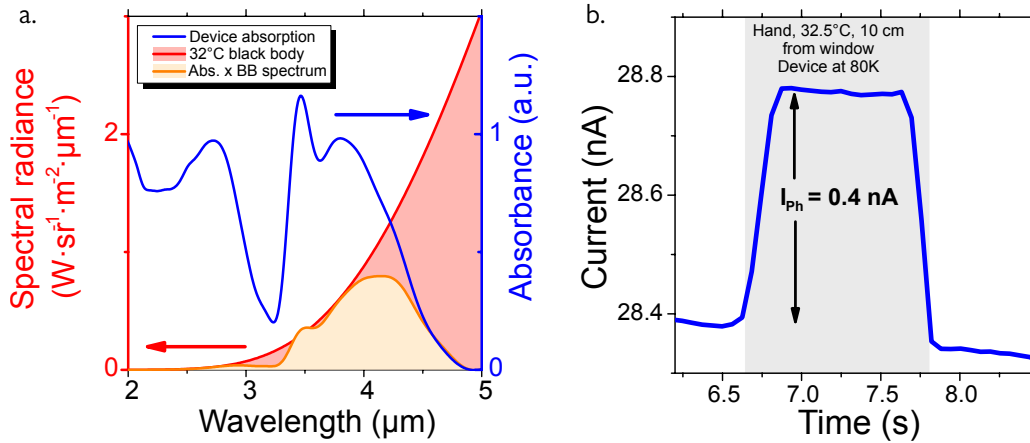 a.
Device absorption
32°C black body
Abs. x BB spectrum
Spectral radiance
(W·sr⁻¹·m⁻²·µm⁻¹)
0
2
Absorbance (a.u.)
0
1
2 3 4 5
Wavelength (µm)
b.
Hand, 32.5°C, 10 cm
from window
Device at 80K
I_Ph = 0.4 nA
Current (nA)
28.8
28.6
28.4
6.5 7.0 7.5 8.0
Time (s)